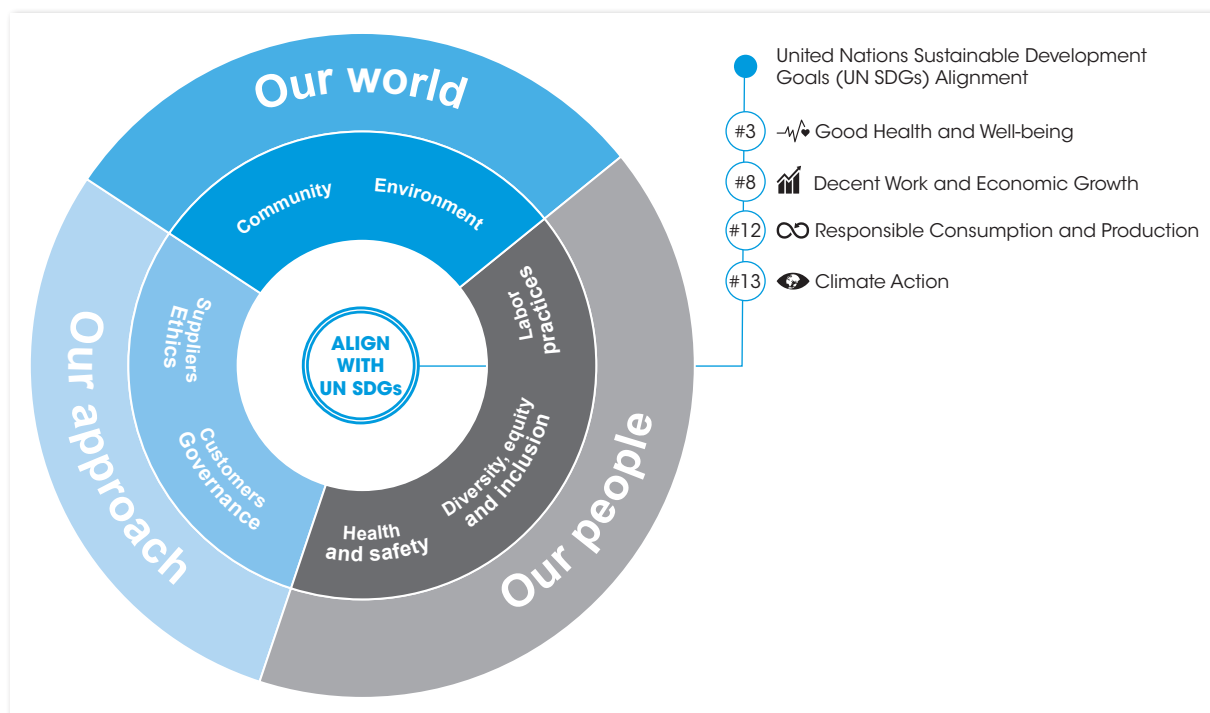 Our world
Community
Environment
Our approach
Suppliers
Ethics
Customers
Governance
Our people
Labor
practices
Diversity, equity
and inclusion
Health
and safety
ALIGN
WITH
UN SDGs
United Nations Sustainable Development
Goals (UN SDGs) Alignment
#3 Good Health and Well-being
#8 Decent Work and Economic Growth
#12 Responsible Consumption and Production
#13 Climate Action